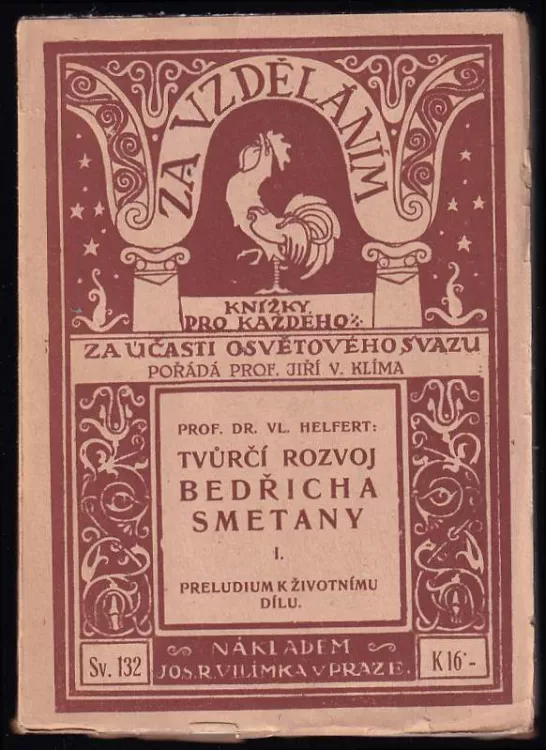 ZA VZDĚLÁNÍM
KNÍŽKY
PRO KAŽDÉHO
ZA ÚČASTI OSVĚTOVÉHO SVAZU
POŘÁDÁ PROF. JIŘÍ V. KLÍMA
PROF. DR. VL. HELFERT:
TVŮRČÍ ROZVOJ
BEDŘICHA
SMETANY
I.
PRELUDIUM K ŽIVOTNÍMU
DÍLU.
NÁKLADEM
Sv. 132 JOS. R. VILÍMKA V PRAZE. K 16·-